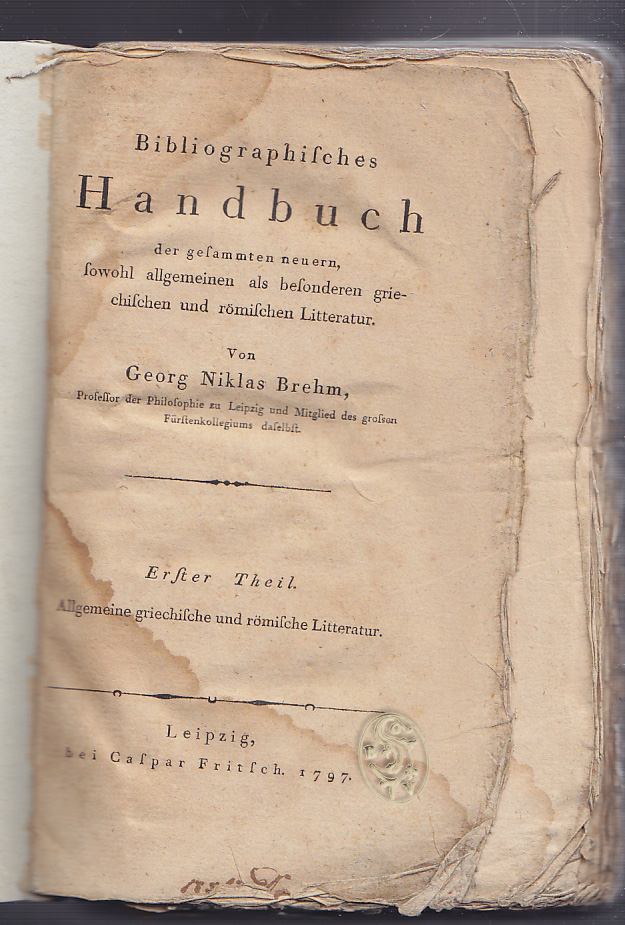 Bibliographiſches
Handbuch
der geſammten neuern,
ſowohl allgemeinen als beſonderen grie-
chiſchen und römiſchen Litteratur.
Von
Georg Niklas Brehm,
Profeſſor der Philoſophie zu Leipzig und Mitglied des groſsen
Fürſtenkollegiums daſelbſt.
Erſter Theil.
Allgemeine griechiſche und römiſche Litteratur.
Leipzig,
bei Caſpar Fritſch. 1797.